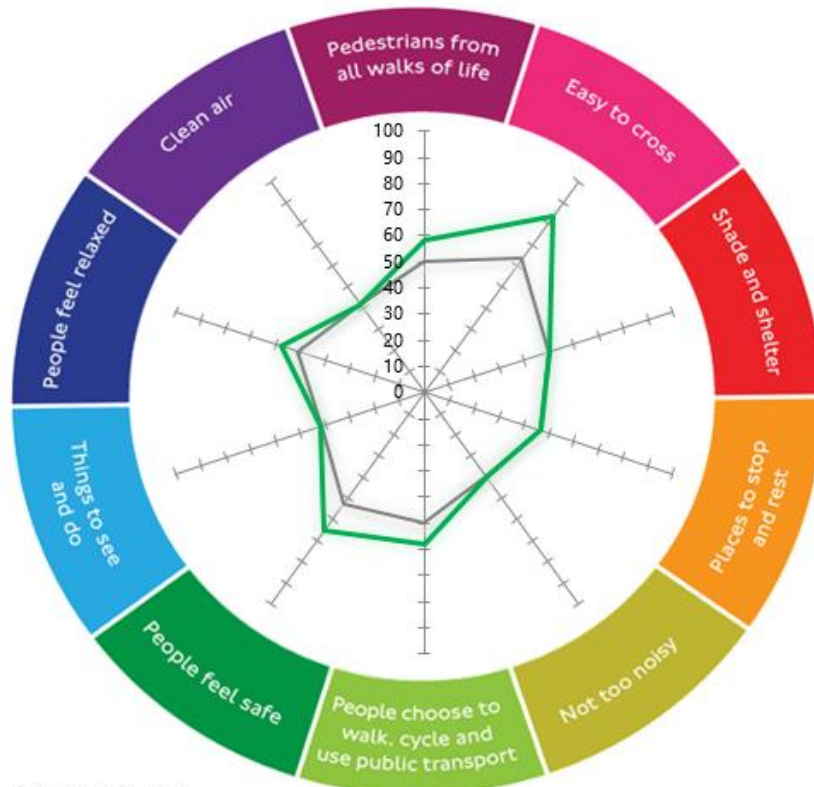 Pedestrians from
all walks of life
Easy to cross
Shade and shelter
Places to stop
and rest
Not too noisy
People choose to
walk, cycle and
use public transport
People feel safe
Things to see
and do
People feel relaxed
Clean air
100
90
80
70
60
50
40
30
20
10
0